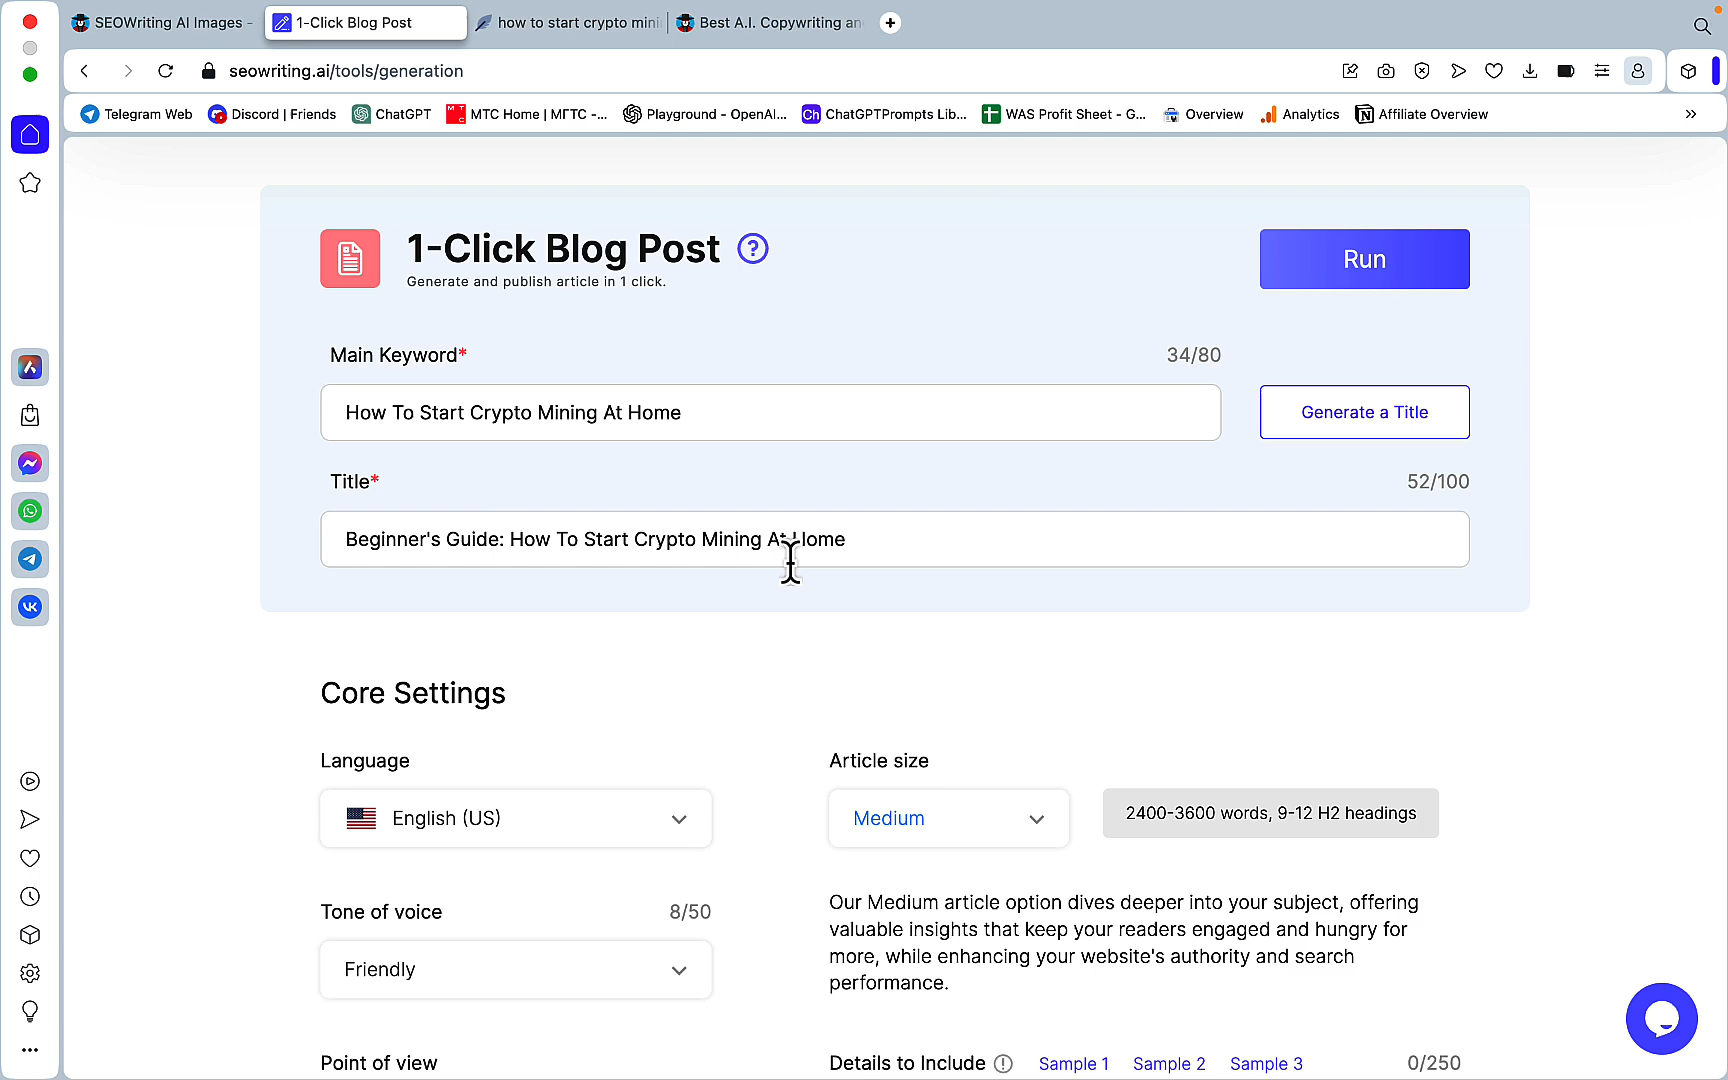 SEOWriting AI Images -
1-Click Blog Post
how to start crypto mini
Best A.I. Copywriting an
seowriting.ai/tools/generation
Telegram Web
Discord | Friends
ChatGPT
МТС Home | МГТС -...
Playground - OpenAI...
Ch
ChatGPTPrompts Lib...
WAS Profit Sheet - G...
Overview
Analytics
Affiliate Overview
1-Click Blog Post
Generate and publish article in 1 click.
Run
Main Keyword*
34/80
How To Start Crypto Mining At Home
Generate a Title
Title*
52/100
Beginner's Guide: How To Start Crypto Mining At Home
Core Settings
Language
Article size
English (US)
Medium
2400-3600 words, 9-12 H2 headings
Tone of voice
8/50
Friendly
Our Medium article option dives deeper into your subject, offering
valuable insights that keep your readers engaged and hungry for
more, while enhancing your website's authority and search
performance.
Point of view
Details to Include
Sample 1
Sample 2
Sample 3
0/250